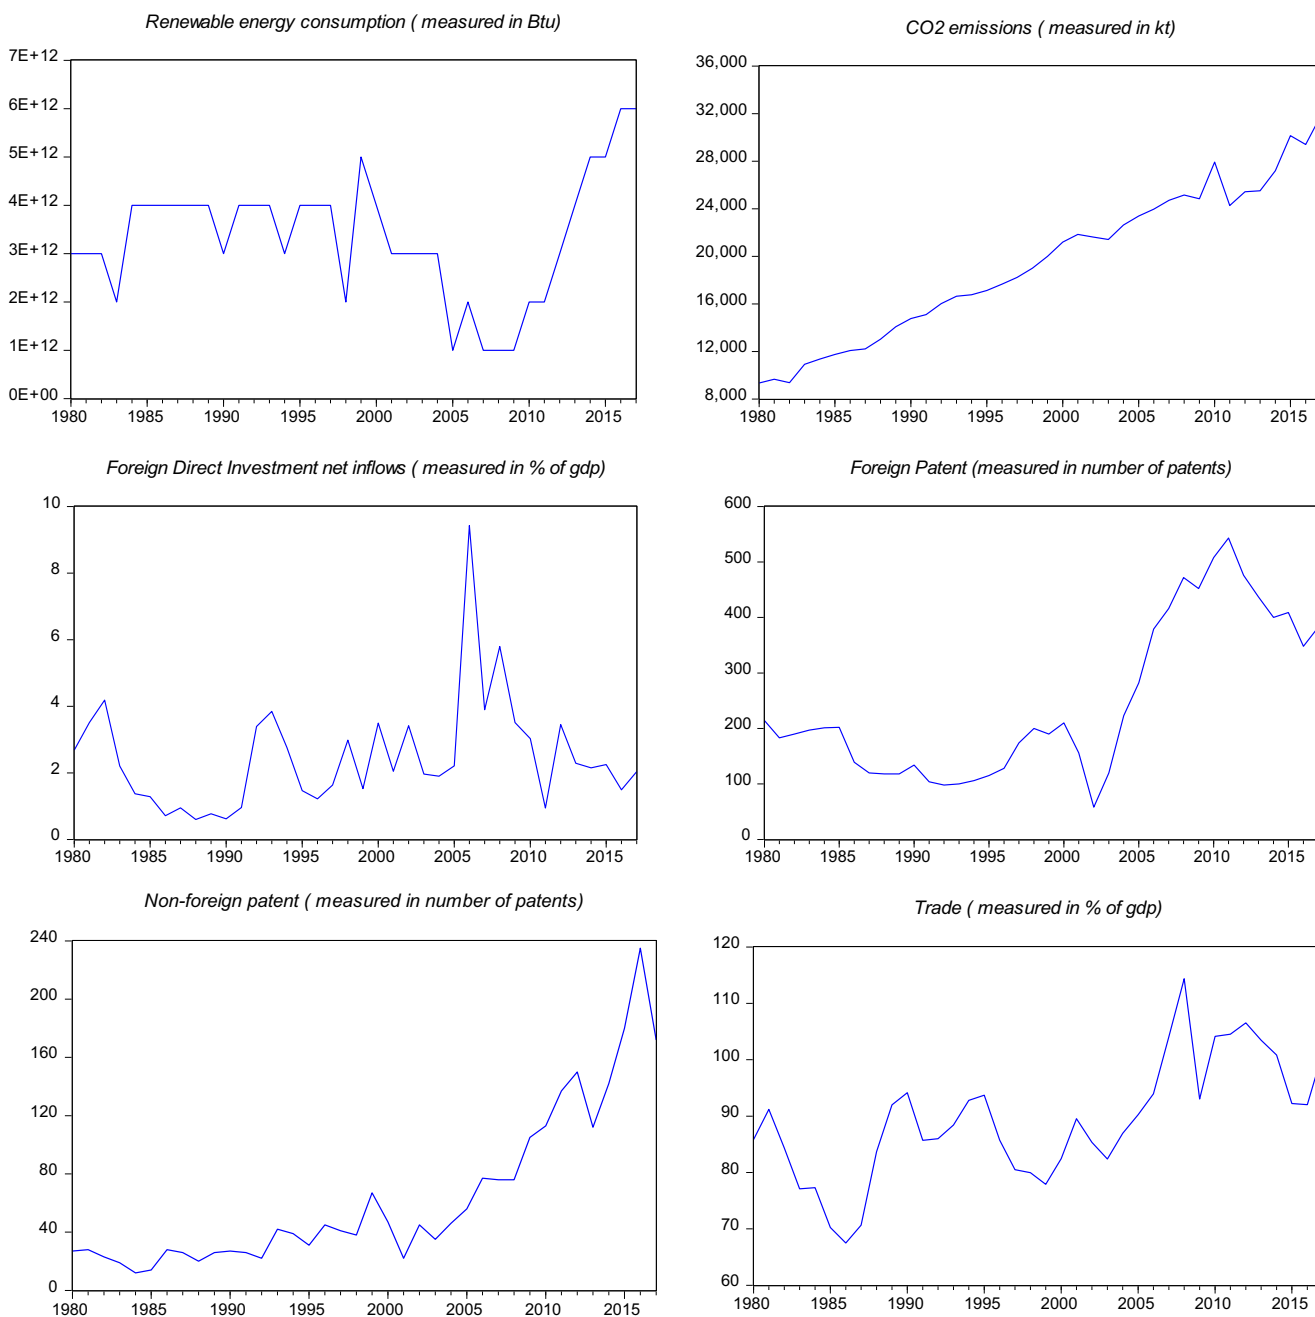 Renewable energy consumption ( measured in Btu)
7E+12
6E+12
5E+12
4E+12
3E+12
2E+12
1E+12
0E+00
1980 1985 1990 1995 2000 2005 2010 2015
CO2 emissions ( measured in kt)
36,000
32,000
28,000
24,000
20,000
16,000
12,000
8,000
1980 1985 1990 1995 2000 2005 2010 2015
Foreign Direct Investment net inflows ( measured in % of gdp)
10
8
6
4
2
0
1980 1985 1990 1995 2000 2005 2010 2015
Foreign Patent (measured in number of patents)
600
500
400
300
200
100
0
1980 1985 1990 1995 2000 2005 2010 2015
Non-foreign patent ( measured in number of patents)
240
200
160
120
80
40
0
1980 1985 1990 1995 2000 2005 2010 2015
Trade ( measured in % of gdp)
120
110
100
90
80
70
60
1980 1985 1990 1995 2000 2005 2010 2015